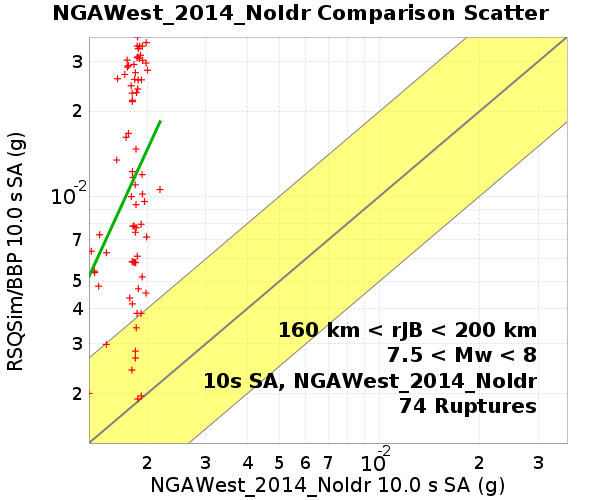 NGAWest_2014_NoIdr Comparison Scatter
RSQSim/BBP 10.0 s SA (g)
3
2
10-2
7
5
4
3
2
160 km < rJB < 200 km
7.5 < Mw < 8
10s SA, NGAWest_2014_NoIdr
74 Ruptures
2 3 4 5 6 7 10-2 2 3
NGAWest_2014_NoIdr 10.0 s SA (g)